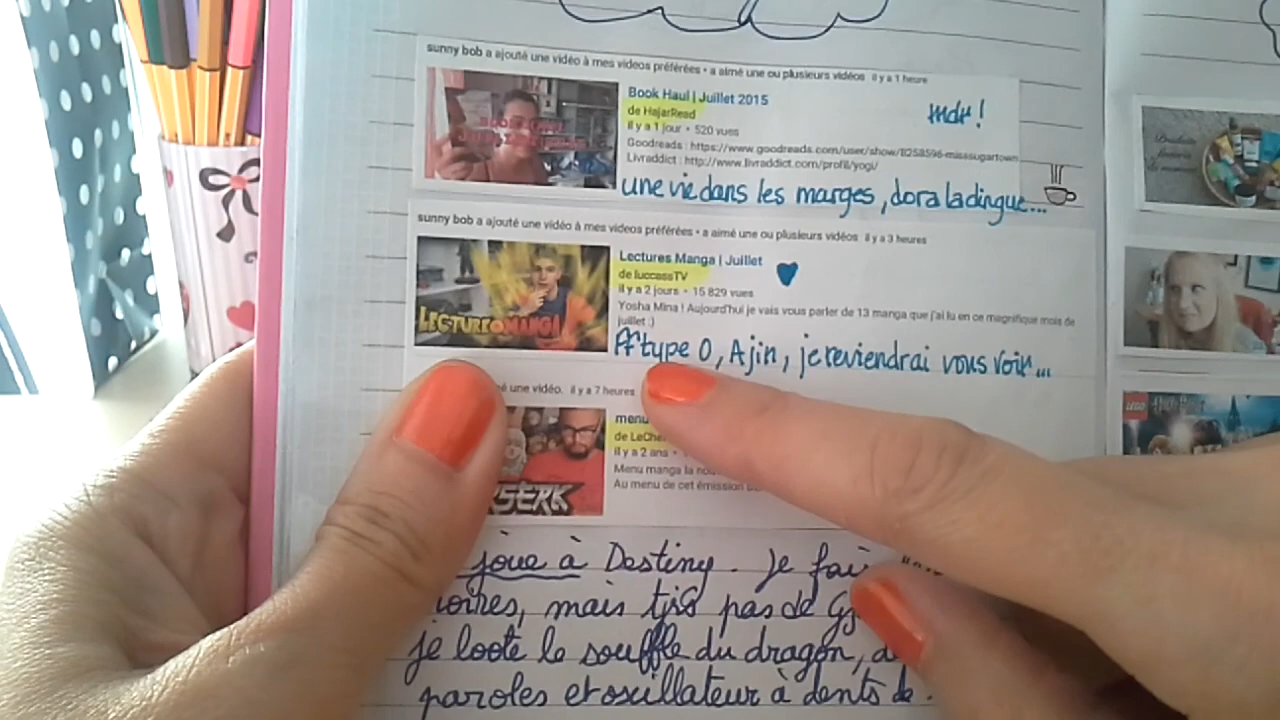 sunny bob a ajouté une vidéo à mes videos préférées • a aimé une ou plusieurs vidéos il y a 1 heure
Book Haul | Juillet 2015
de HajarRead
il y a 1 jour • 520 vues
mdr !
Goodreads : https://www.goodreads.com/user/show/8258596-misssugartown
Livraddict : http://www.livraddict.com/profil/yogi/
une vie dans les marges, dora la dingue...
sunny bob a ajouté une vidéo à mes videos préférées • a aimé une ou plusieurs vidéos il y a 3 heures
Lectures Manga | Juillet
de luccassTV
il y a 2 jours • 15 829 vues
Yosha Mina ! Aujourd'hui je vais vous parler de 13 manga que j'ai lu en ce magnifique mois de
juillet :)
LECTURE MANGA
type 0, Ajin, je reviendrai vous voir...
é une vidéo. il y a 7 heures
menu
de LeChe
il y a 2 ans •
Menu manga la
Au menu de cet émission
SERK
LEGO
joue à Destiny. Je fai
mais tjrs pas de
je loote le souffle du dragon,
paroles et oscillateur à dents de